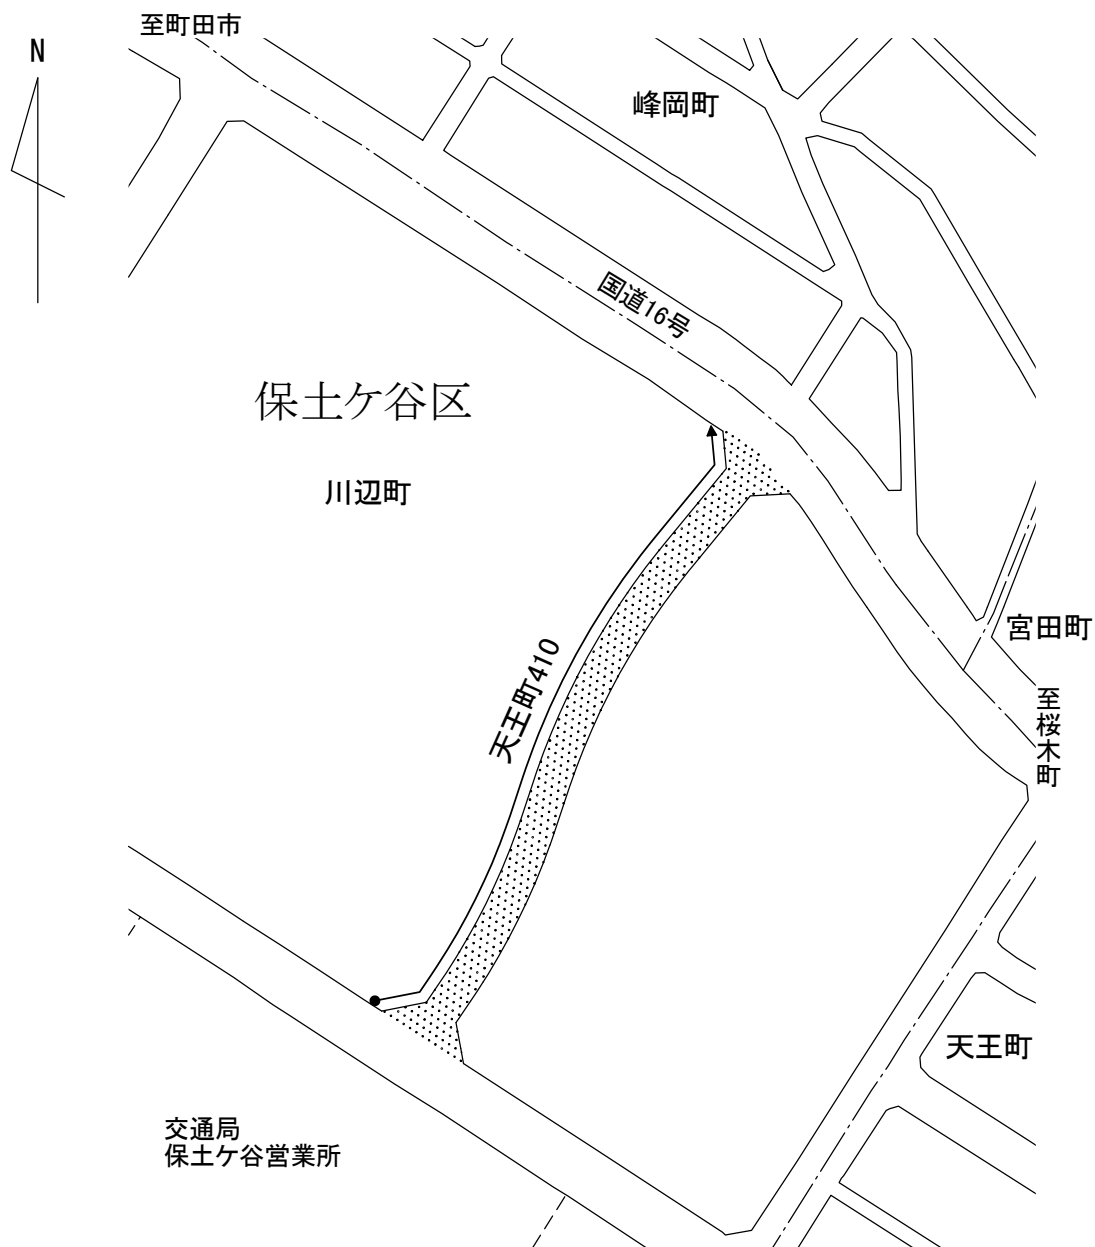 至町田市
N
峰岡町
国道16号
保土ケ谷区
川辺町
宮田町
天王町410
至桜木町
天王町
交通局
保土ケ谷営業所